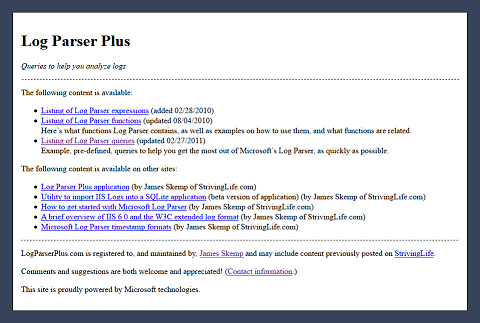 Log Parser Plus
Queries to help you analyze logs
The following content is available:
Listing of Log Parser expressions (added 02/28/2010)
Listing of Log Parser functions (updated 08/04/2010)
Here's what functions Log Parser contains, as well as examples on how to use them, and what functions are related.
Listing of Log Parser queries (updated 02/27/2011)
Example, pre-defined, queries to help you get the most out of Microsoft's Log Parser, as quickly as possible.
The following content is available on other sites:
Log Parser Plus application (by James Skemp of StrivingLife.com)
Utility to import IIS Logs into a SQLite application (beta version of application) (by James Skemp of StrivingLife.com)
How to get started with Microsoft Log Parser (by James Skemp of StrivingLife.com)
A brief overview of IIS 6.0 and the W3C extended log format (by James Skemp of StrivingLife.com)
Microsoft Log Parser timestamp formats (by James Skemp of StrivingLife.com)
LogParserPlus.com is registered to, and maintained by, James Skemp and may include content previously posted on StrivingLife.
Comments and suggestions are both welcome and appreciated! (Contact information.)
This site is proudly powered by Microsoft technologies.